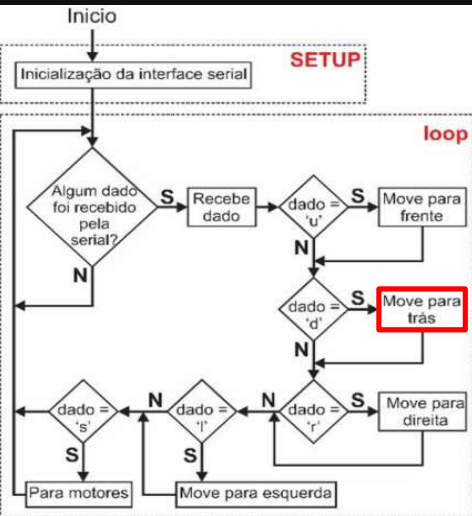 Inicio
SETUP
Inicialização da interface serial
loop
Algum dado
foi recebido
pela
serial?
S
Recebe
dado
dado =
'u'
S
Move para
frente
N
N
dado =
'd'
S
Move para
trás
N
dado =
'r'
S
Move para
direita
N
dado =
'l'
N
dado =
's'
S
S
Para motores
Move para esquerda